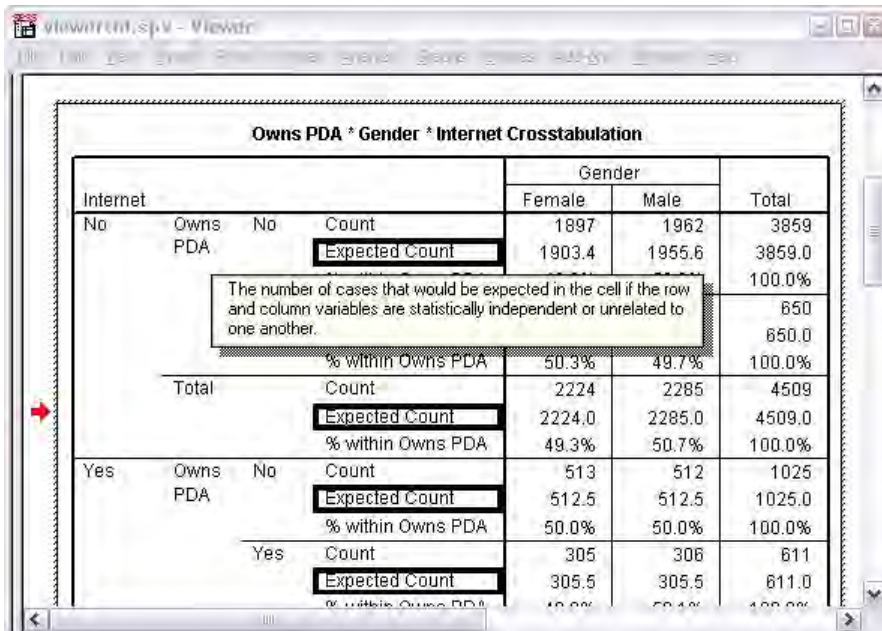 viewertut.spv - Viewer
Owns PDA * Gender * Internet Crosstabulation
Gender
Internet Female Male Total
No Owns PDA No Count 1897 1962 3859
Expected Count 1903.4 1955.6 3859.0
100.0%
The number of cases that would be expected in the cell if the row
and column variables are statistically independent or unrelated to
one another.
650
650.0
% within Owns PDA 50.3% 49.7% 100.0%
Total Count 2224 2285 4509
Expected Count 2224.0 2285.0 4509.0
% within Owns PDA 49.3% 50.7% 100.0%
Yes Owns PDA No Count 513 512 1025
Expected Count 512.5 512.5 1025.0
% within Owns PDA 50.0% 50.0% 100.0%
Yes Count 305 306 611
Expected Count 305.5 305.5 611.0